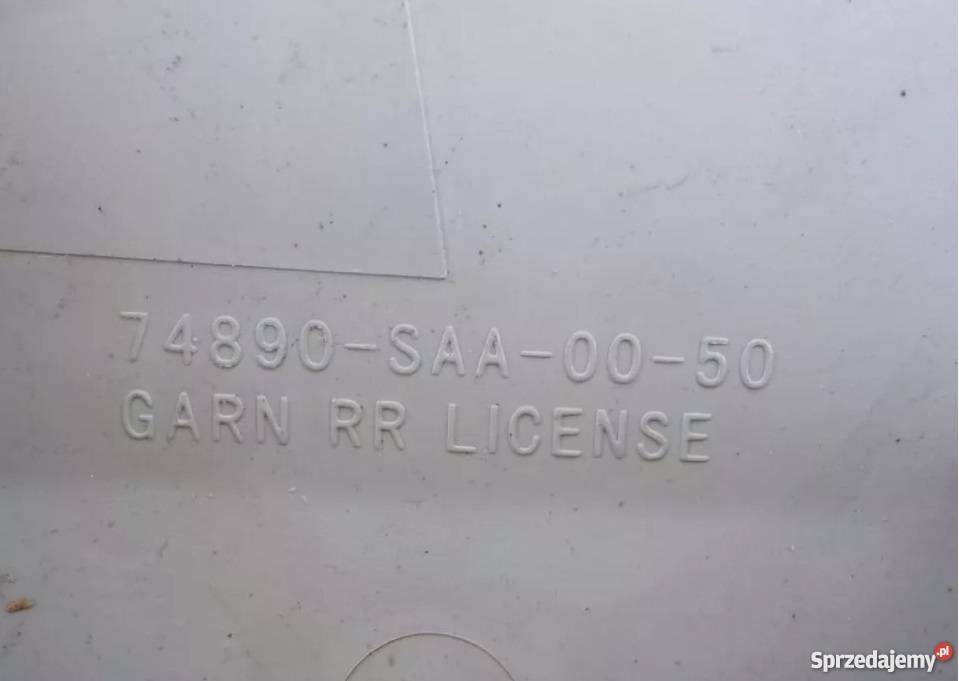 74890-SAA-00-50
GARN RR LICENSE
Sprzedajemy.pl